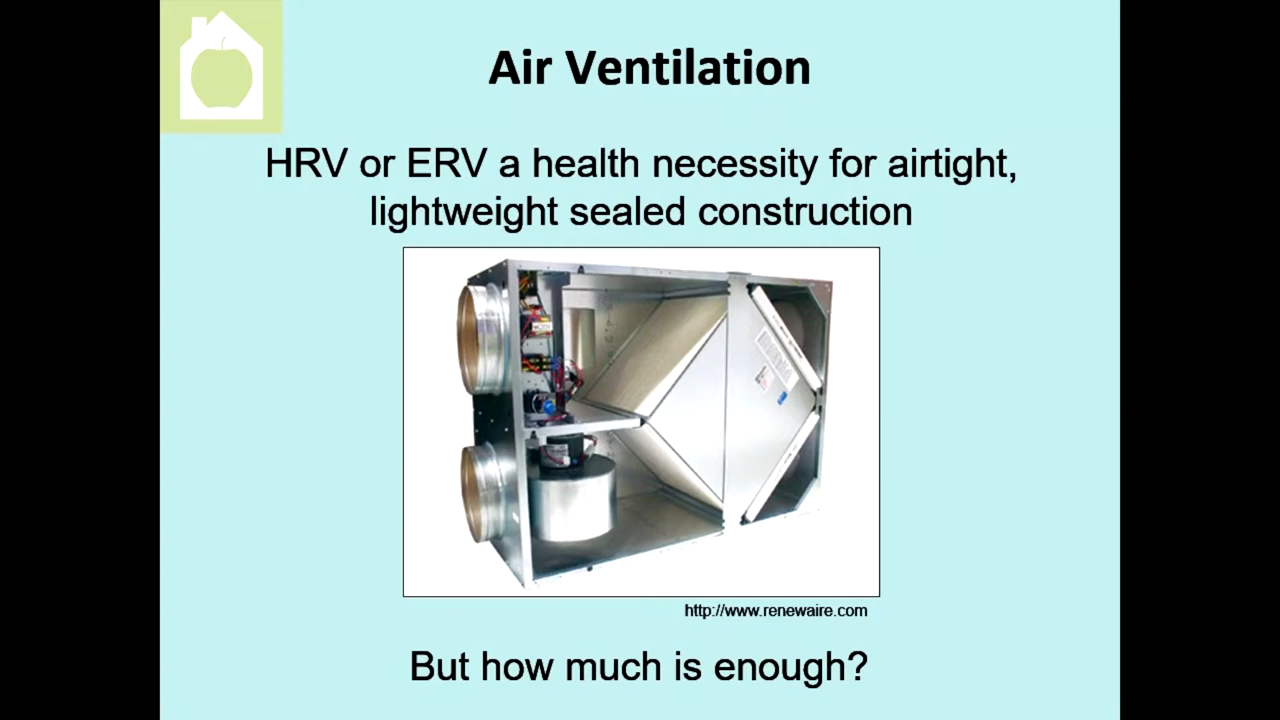 Air Ventilation
HRV or ERV a health necessity for airtight,
lightweight sealed construction
http://www.renewaire.com
But how much is enough?